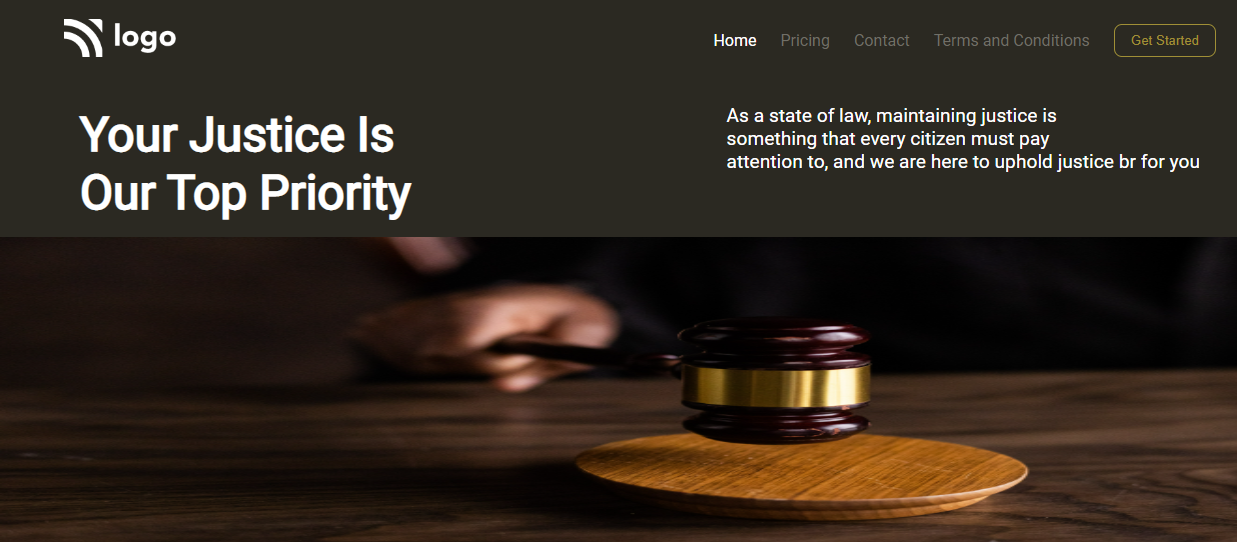 logo
Home Pricing Contact Terms and Conditions Get Started
Your Justice Is
Our Top Priority
As a state of law, maintaining justice is
something that every citizen must pay
attention to, and we are here to uphold justice br for you